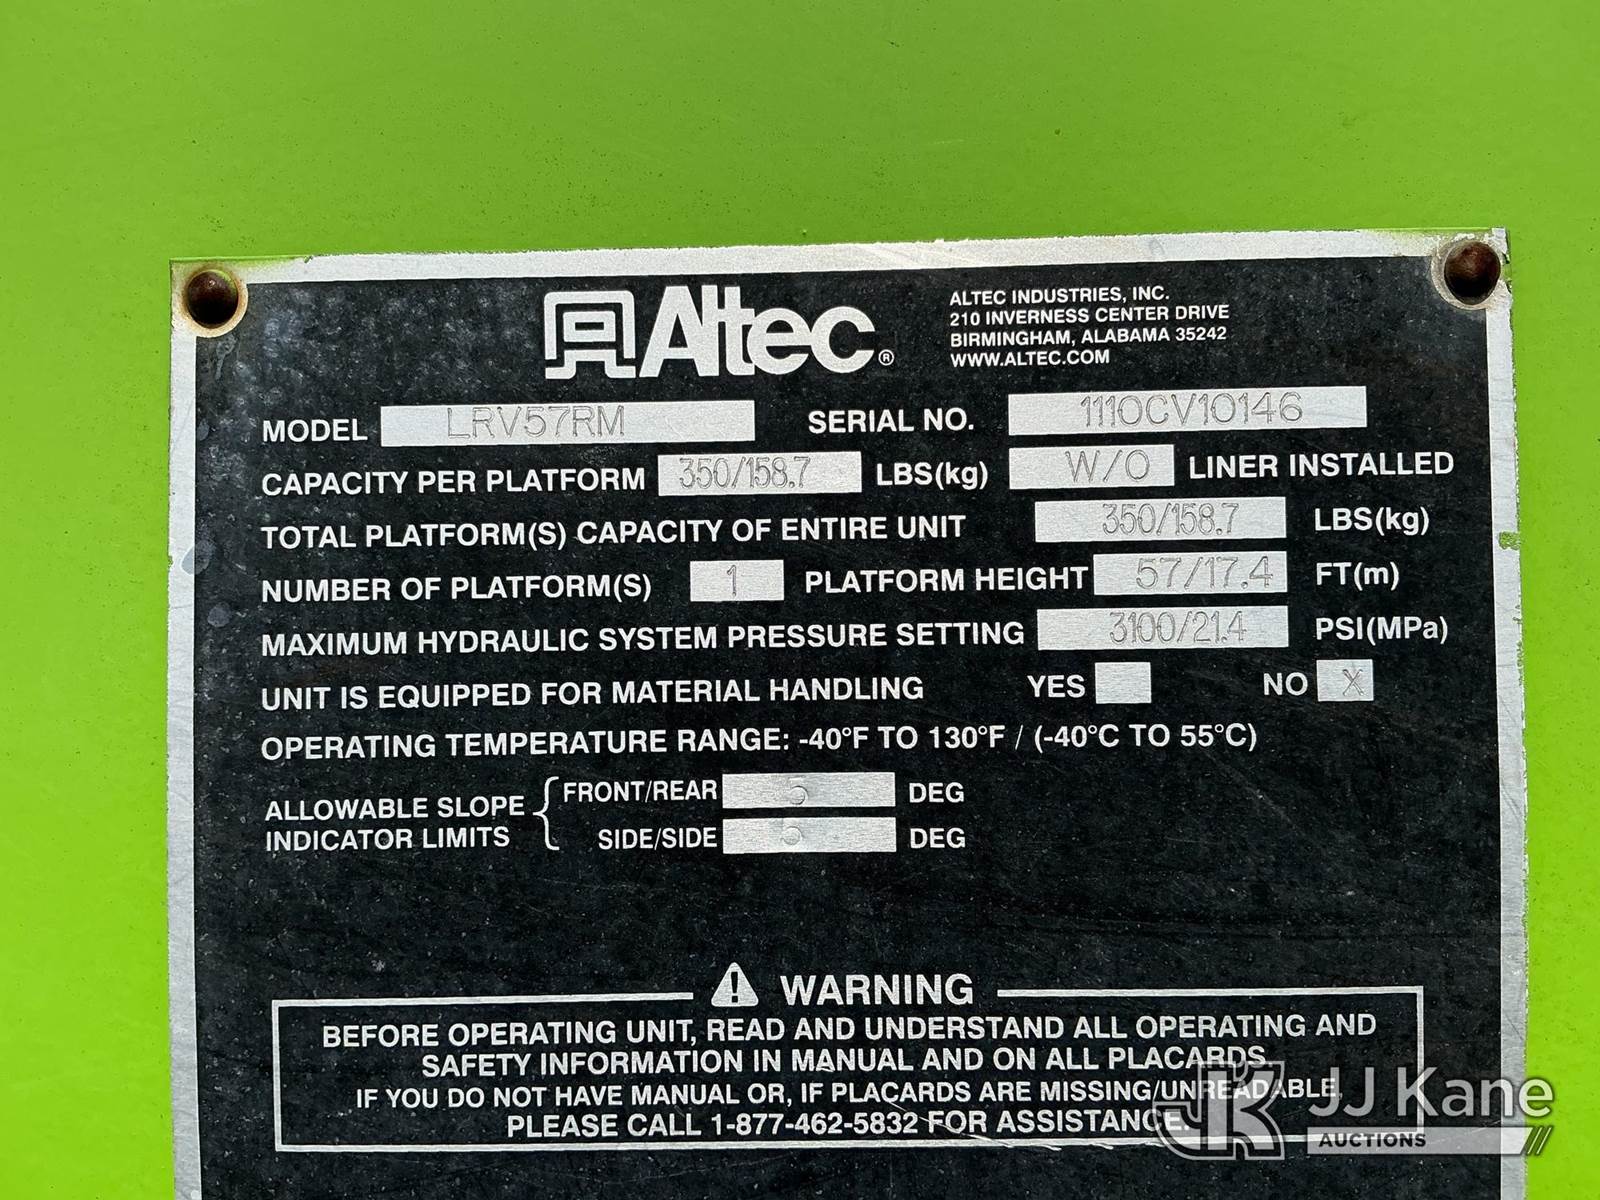 Altec®
ALTEC INDUSTRIES, INC.
210 INVERNESS CENTER DRIVE
BIRMINGHAM, ALABAMA 35242
WWW.ALTEC.COM
MODEL LRV57RM SERIAL NO. 1110CV10146
CAPACITY PER PLATFORM 350/158.7 LBS(kg) W/O LINER INSTALLED
TOTAL PLATFORM(S) CAPACITY OF ENTIRE UNIT 350/158.7 LBS(kg)
NUMBER OF PLATFORM(S) 1 PLATFORM HEIGHT 57/17.4 FT(m)
MAXIMUM HYDRAULIC SYSTEM PRESSURE SETTING 3100/21.4 PSI(MPa)
UNIT IS EQUIPPED FOR MATERIAL HANDLING YES NO X
OPERATING TEMPERATURE RANGE: -40°F TO 130°F / (-40°C TO 55°C)
ALLOWABLE SLOPE
INDICATOR LIMITS
FRONT/REAR 5 DEG
SIDE/SIDE DEG
WARNING
BEFORE OPERATING UNIT, READ AND UNDERSTAND ALL OPERATING AND
SAFETY INFORMATION IN MANUAL AND ON ALL PLACARDS.
IF YOU DO NOT HAVE MANUAL OR, IF PLACARDS ARE MISSING/UNREADABLE,
PLEASE CALL 1-877-462-5832 FOR ASSISTANCE.
JK JJ Kane
AUCTIONS